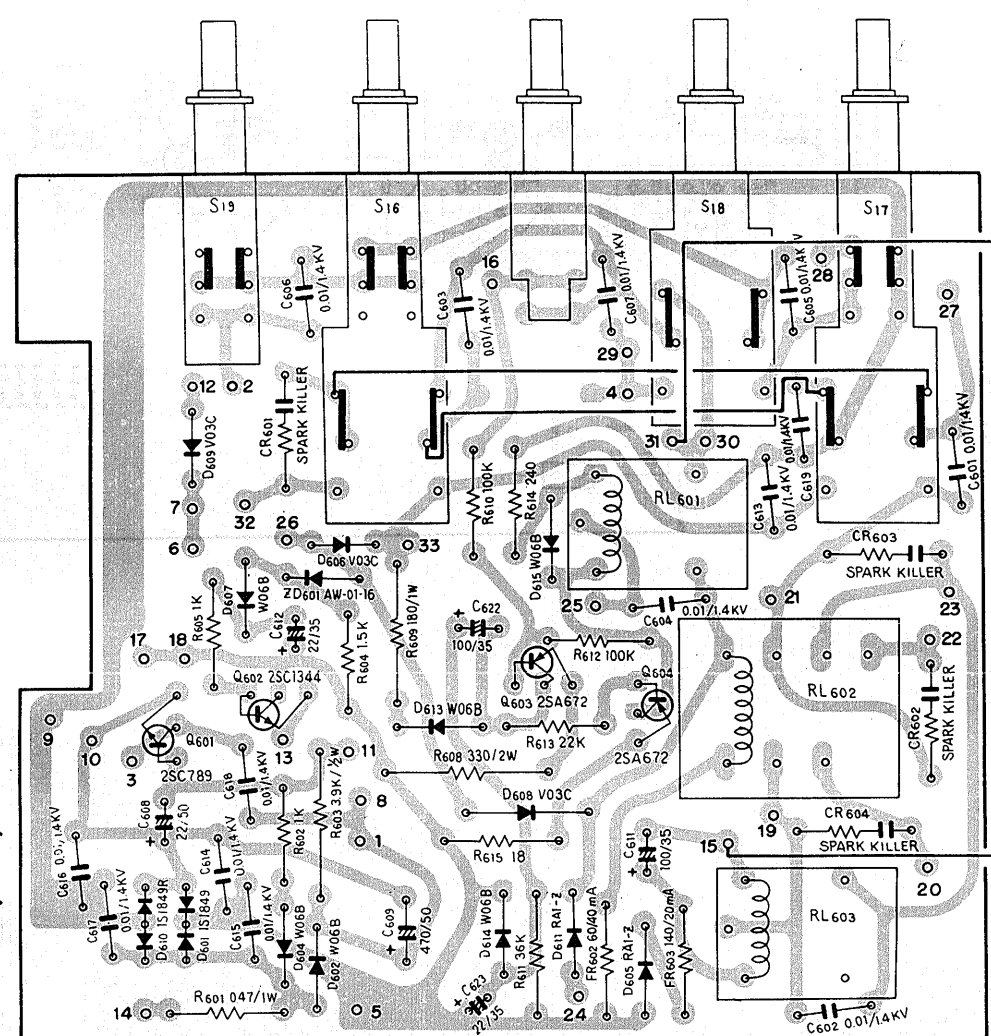 S19
S16
S18
S17
C606
0.01/1.4KV
16
C603
0.01/1.4KV
C607 0.01/1.4KV
C605 0.01/1.4KV
28
27
29
12
2
4
CR601
SPARK KILLER
D609 V03C
31
30
0.01/1.4KV
C619
C601 0.01/1.4KV
R610 100K
R614 240
RL601
C613
0.01/1.4KV
7
32
26
33
6
D606 V03C
D615 W06B
CR603
SPARK KILLER
ZD601 AW-01-16
D607
W06B
R605 1K
C612
22/35
R604 1.5K
R609 180/1W
C622
100/35
25
0.01/1.4KV
C604
21
23
17
18
R612 100K
22
Q602 2SC1344
Q603 2SA672
Q604
RL602
CR602
SPARK KILLER
D613 W06B
R613 22K
2SA672
9
10
3
Q601
2SC789
13
11
R608 330/2W
C618
0.01/1.4KV
R603 3.9K/½W
8
D608 V03C
C608
22/50
R602 1K
1
R615 18
C611
100/35
19
15
CR604
SPARK KILLER
20
C616 0.01/1.4KV
C614
0.01/1.4KV
C617
0.01/1.4KV
D610 1S1849R
D601 1S1849
C615
0.01/1.4KV
D604 W06B
D602 W06B
C609
470/50
D614 W06B
R611 36K
D611 RA1-Z
FR602 60/40mA
D605 RA1-Z
FR603 140/20mA
RL603
14
R601 047/1W
5
C623
22/35
24
C602 0.01/1.4KV